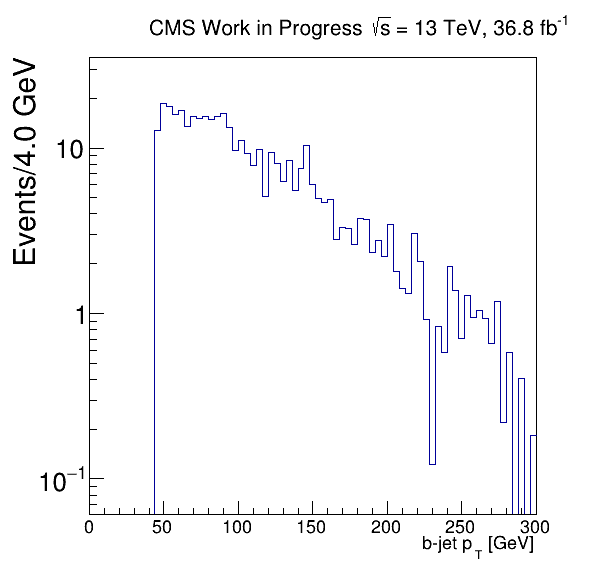 CMS Work in Progress √s = 13 TeV, 36.8 fb⁻¹
Events/4.0 GeV
10
1
10⁻¹
0 50 100 150 200 250 300
b-jet p_T [GeV]